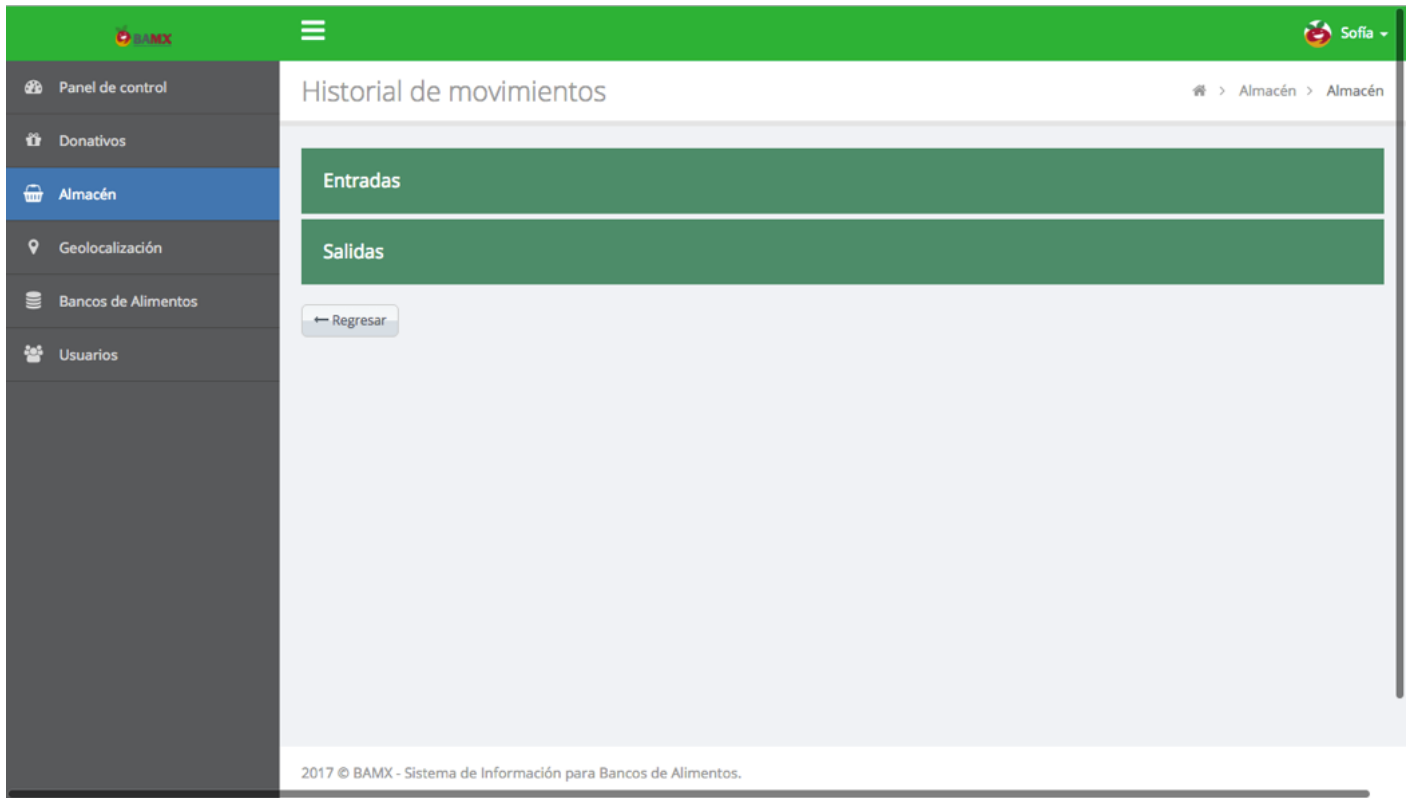 BAMX
Sofía
Panel de control
Donativos
Almacén
Geolocalización
Bancos de Alimentos
Usuarios
Historial de movimientos
> Almacén > Almacén
Entradas
Salidas
← Regresar
2017 © BAMX - Sistema de Información para Bancos de Alimentos.